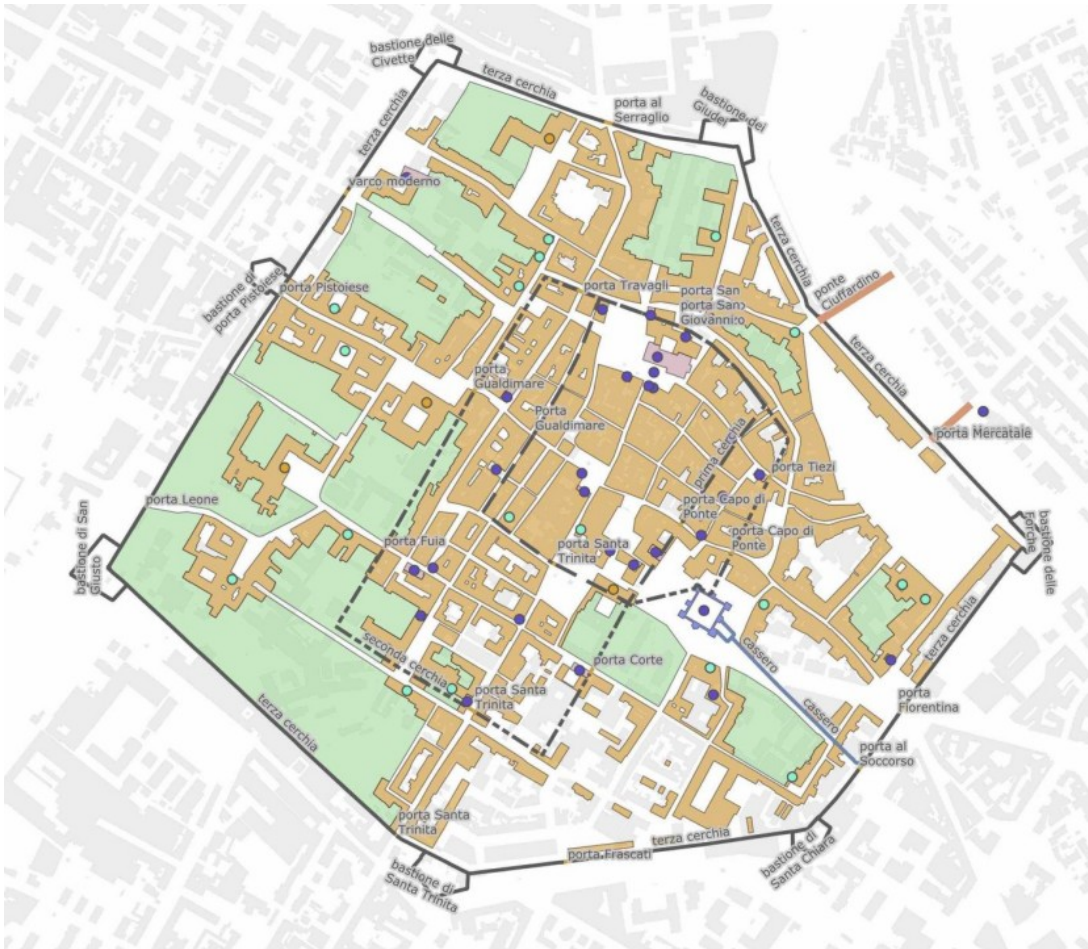 bastione delle
Civette
terza cerchia
porta al
Serraglio
bastione dei
Giudei
terza cerchia
varco moderno
terza cerchia
ponte
Ciuffardino
bastione di
porta Pistoiese
porta Pistoiese
porta Travagli
porta San
porta San
Giovanni
terza cerchia
porta
Gualdimare
Porta
Gualdimare
porta Mercatale
prima cerchia
porta Tiezi
porta Leone
porta Capo di
Ponte
porta Capo di
Ponte
bastione delle
Forche
bastione di San
Giusto
porta Fuia
porta Santa
Trinita
terza cerchia
seconda cerchia
porta Corte
cassero
cassero
porta Santa
Trinita
porta
Fiorentina
terza cerchia
porta al
Soccorso
porta Santa
Trinita
terza cerchia
porta Frascati
bastione di
Santa Chiara
bastione di
Santa Trinita